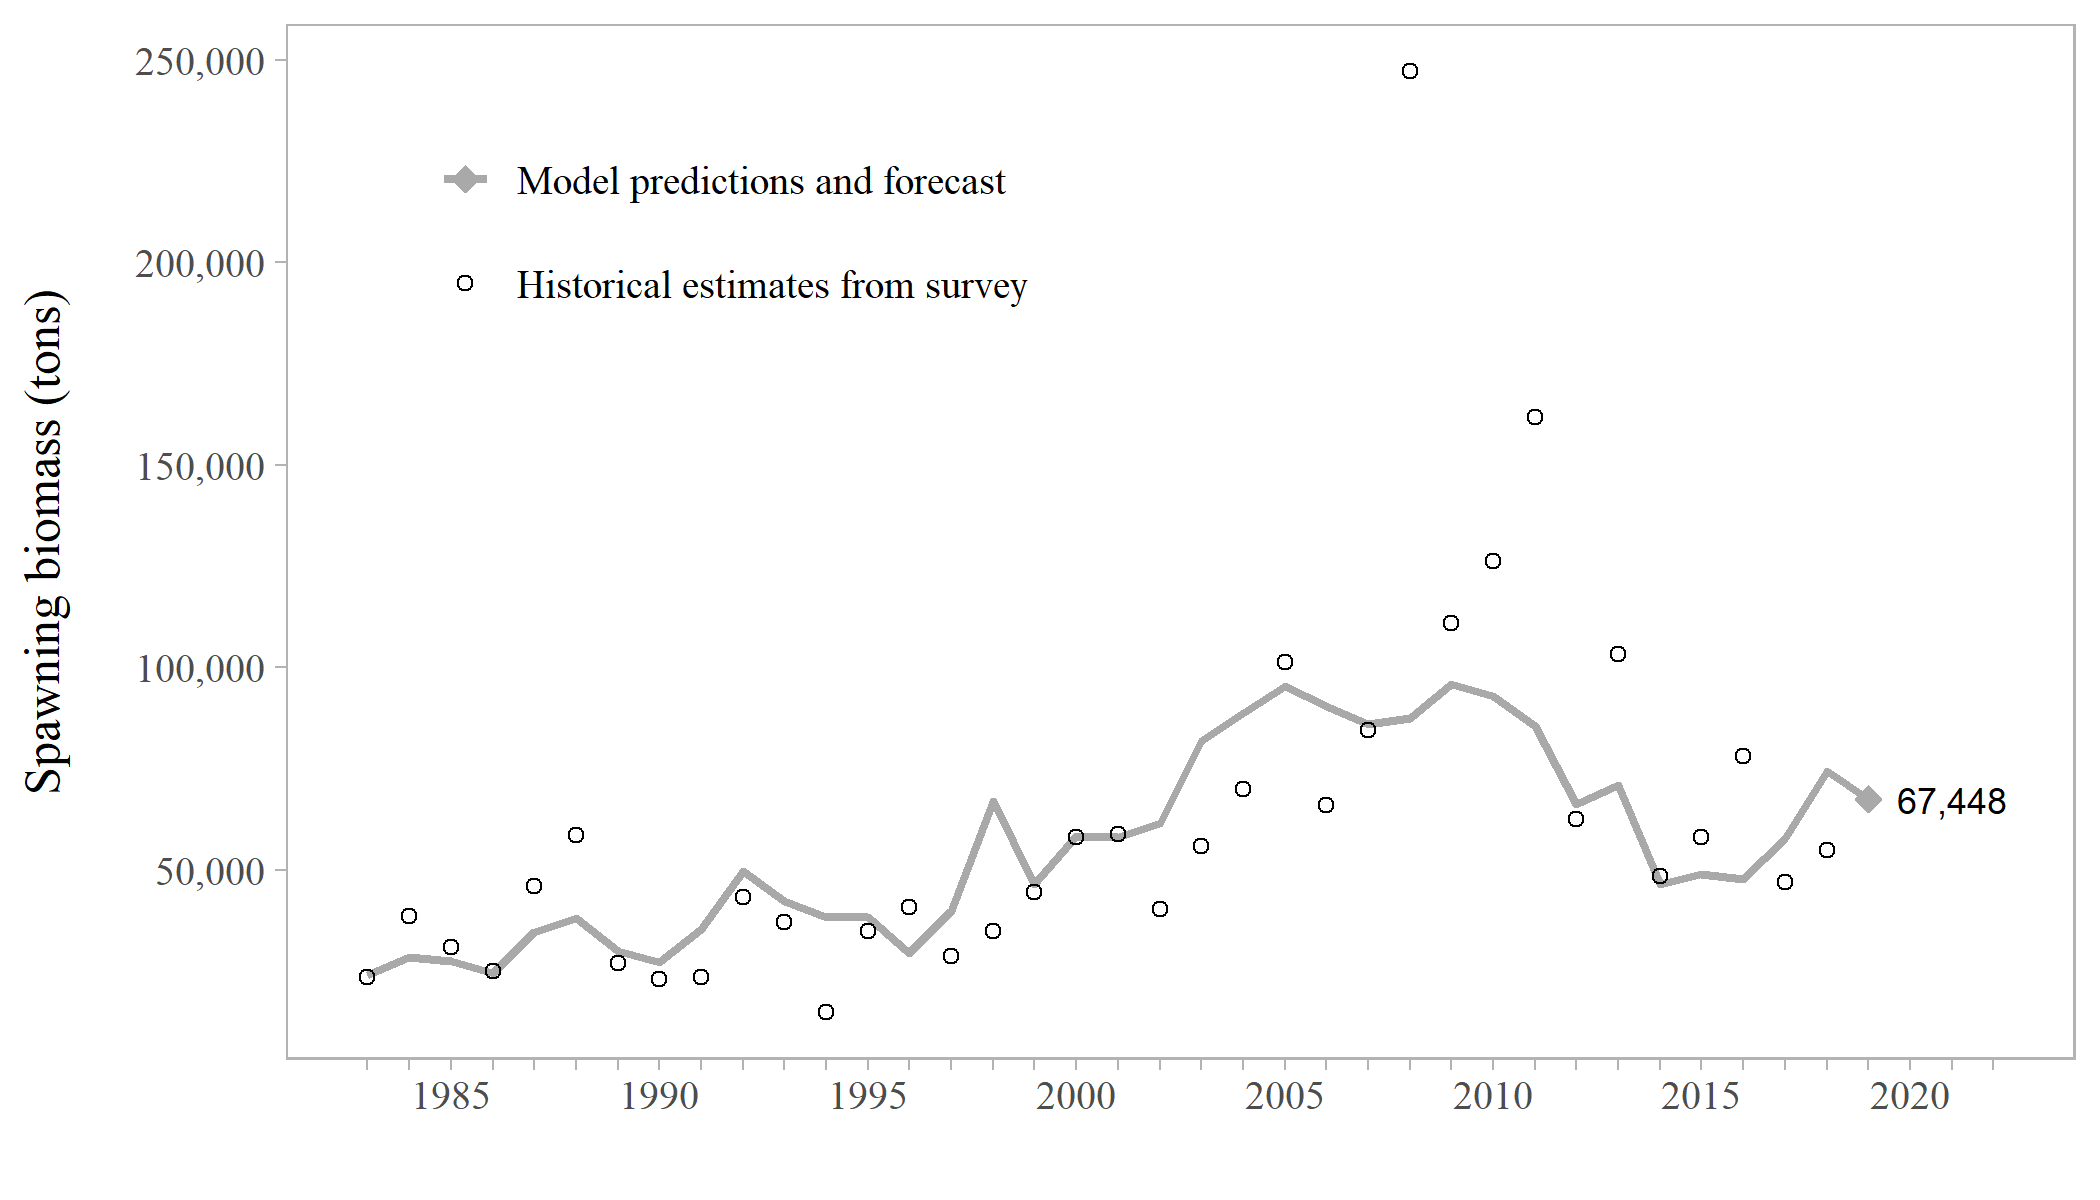 250,000
Model predictions and forecast
200,000
Historical estimates from survey
Spawning biomass (tons)
150,000
100,000
67,448
50,000
1985 1990 1995 2000 2005 2010 2015 2020